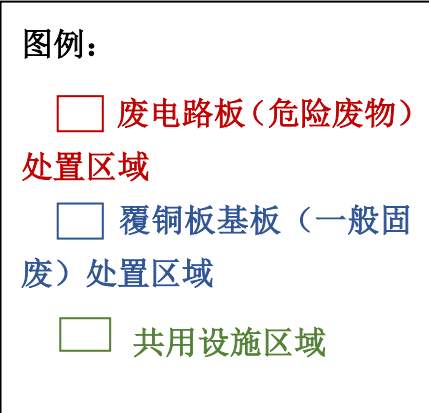 图例：
废电路板（危险废物）
处置区域
覆铜板基板（一般固
废）处置区域
共用设施区域